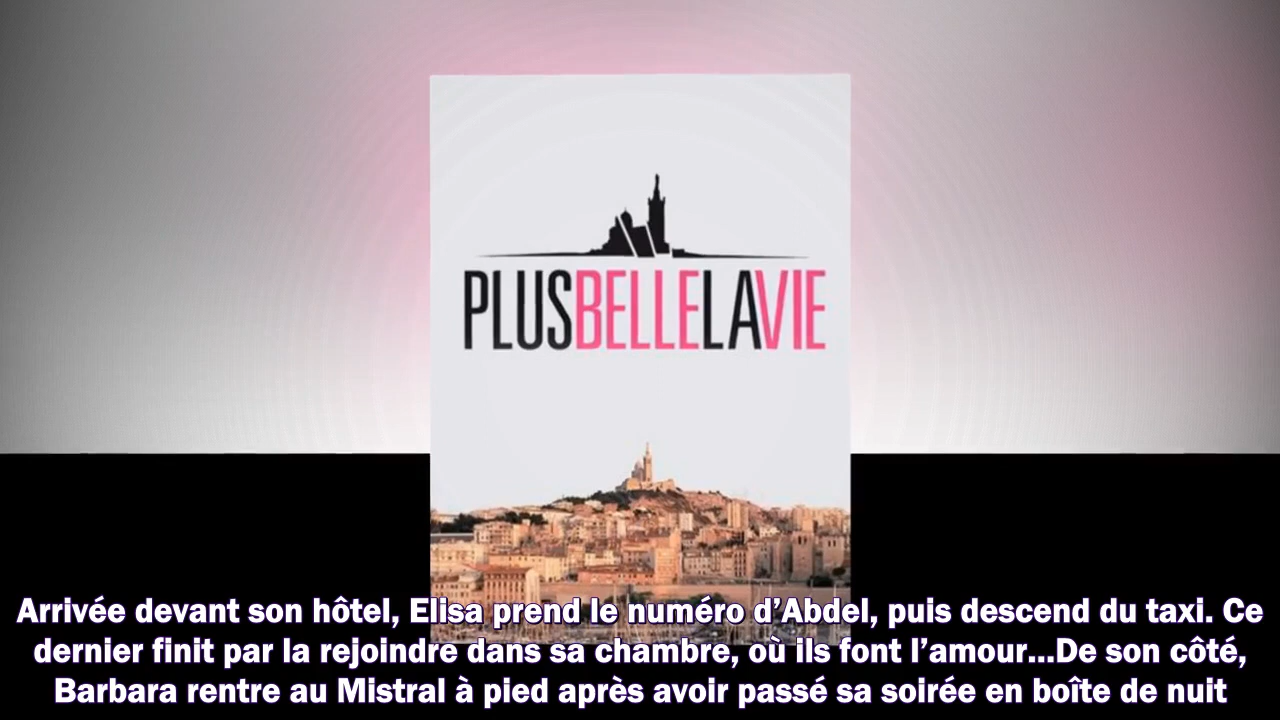 PLUSBELLELAVIE
Arrivée devant son hôtel, Elisa prend le numéro d’Abdel, puis descend du taxi. Ce
dernier finit par la rejoindre dans sa chambre, où ils font l’amour...De son côté,
Barbara rentre au Mistral à pied après avoir passé sa soirée en boîte de nuit